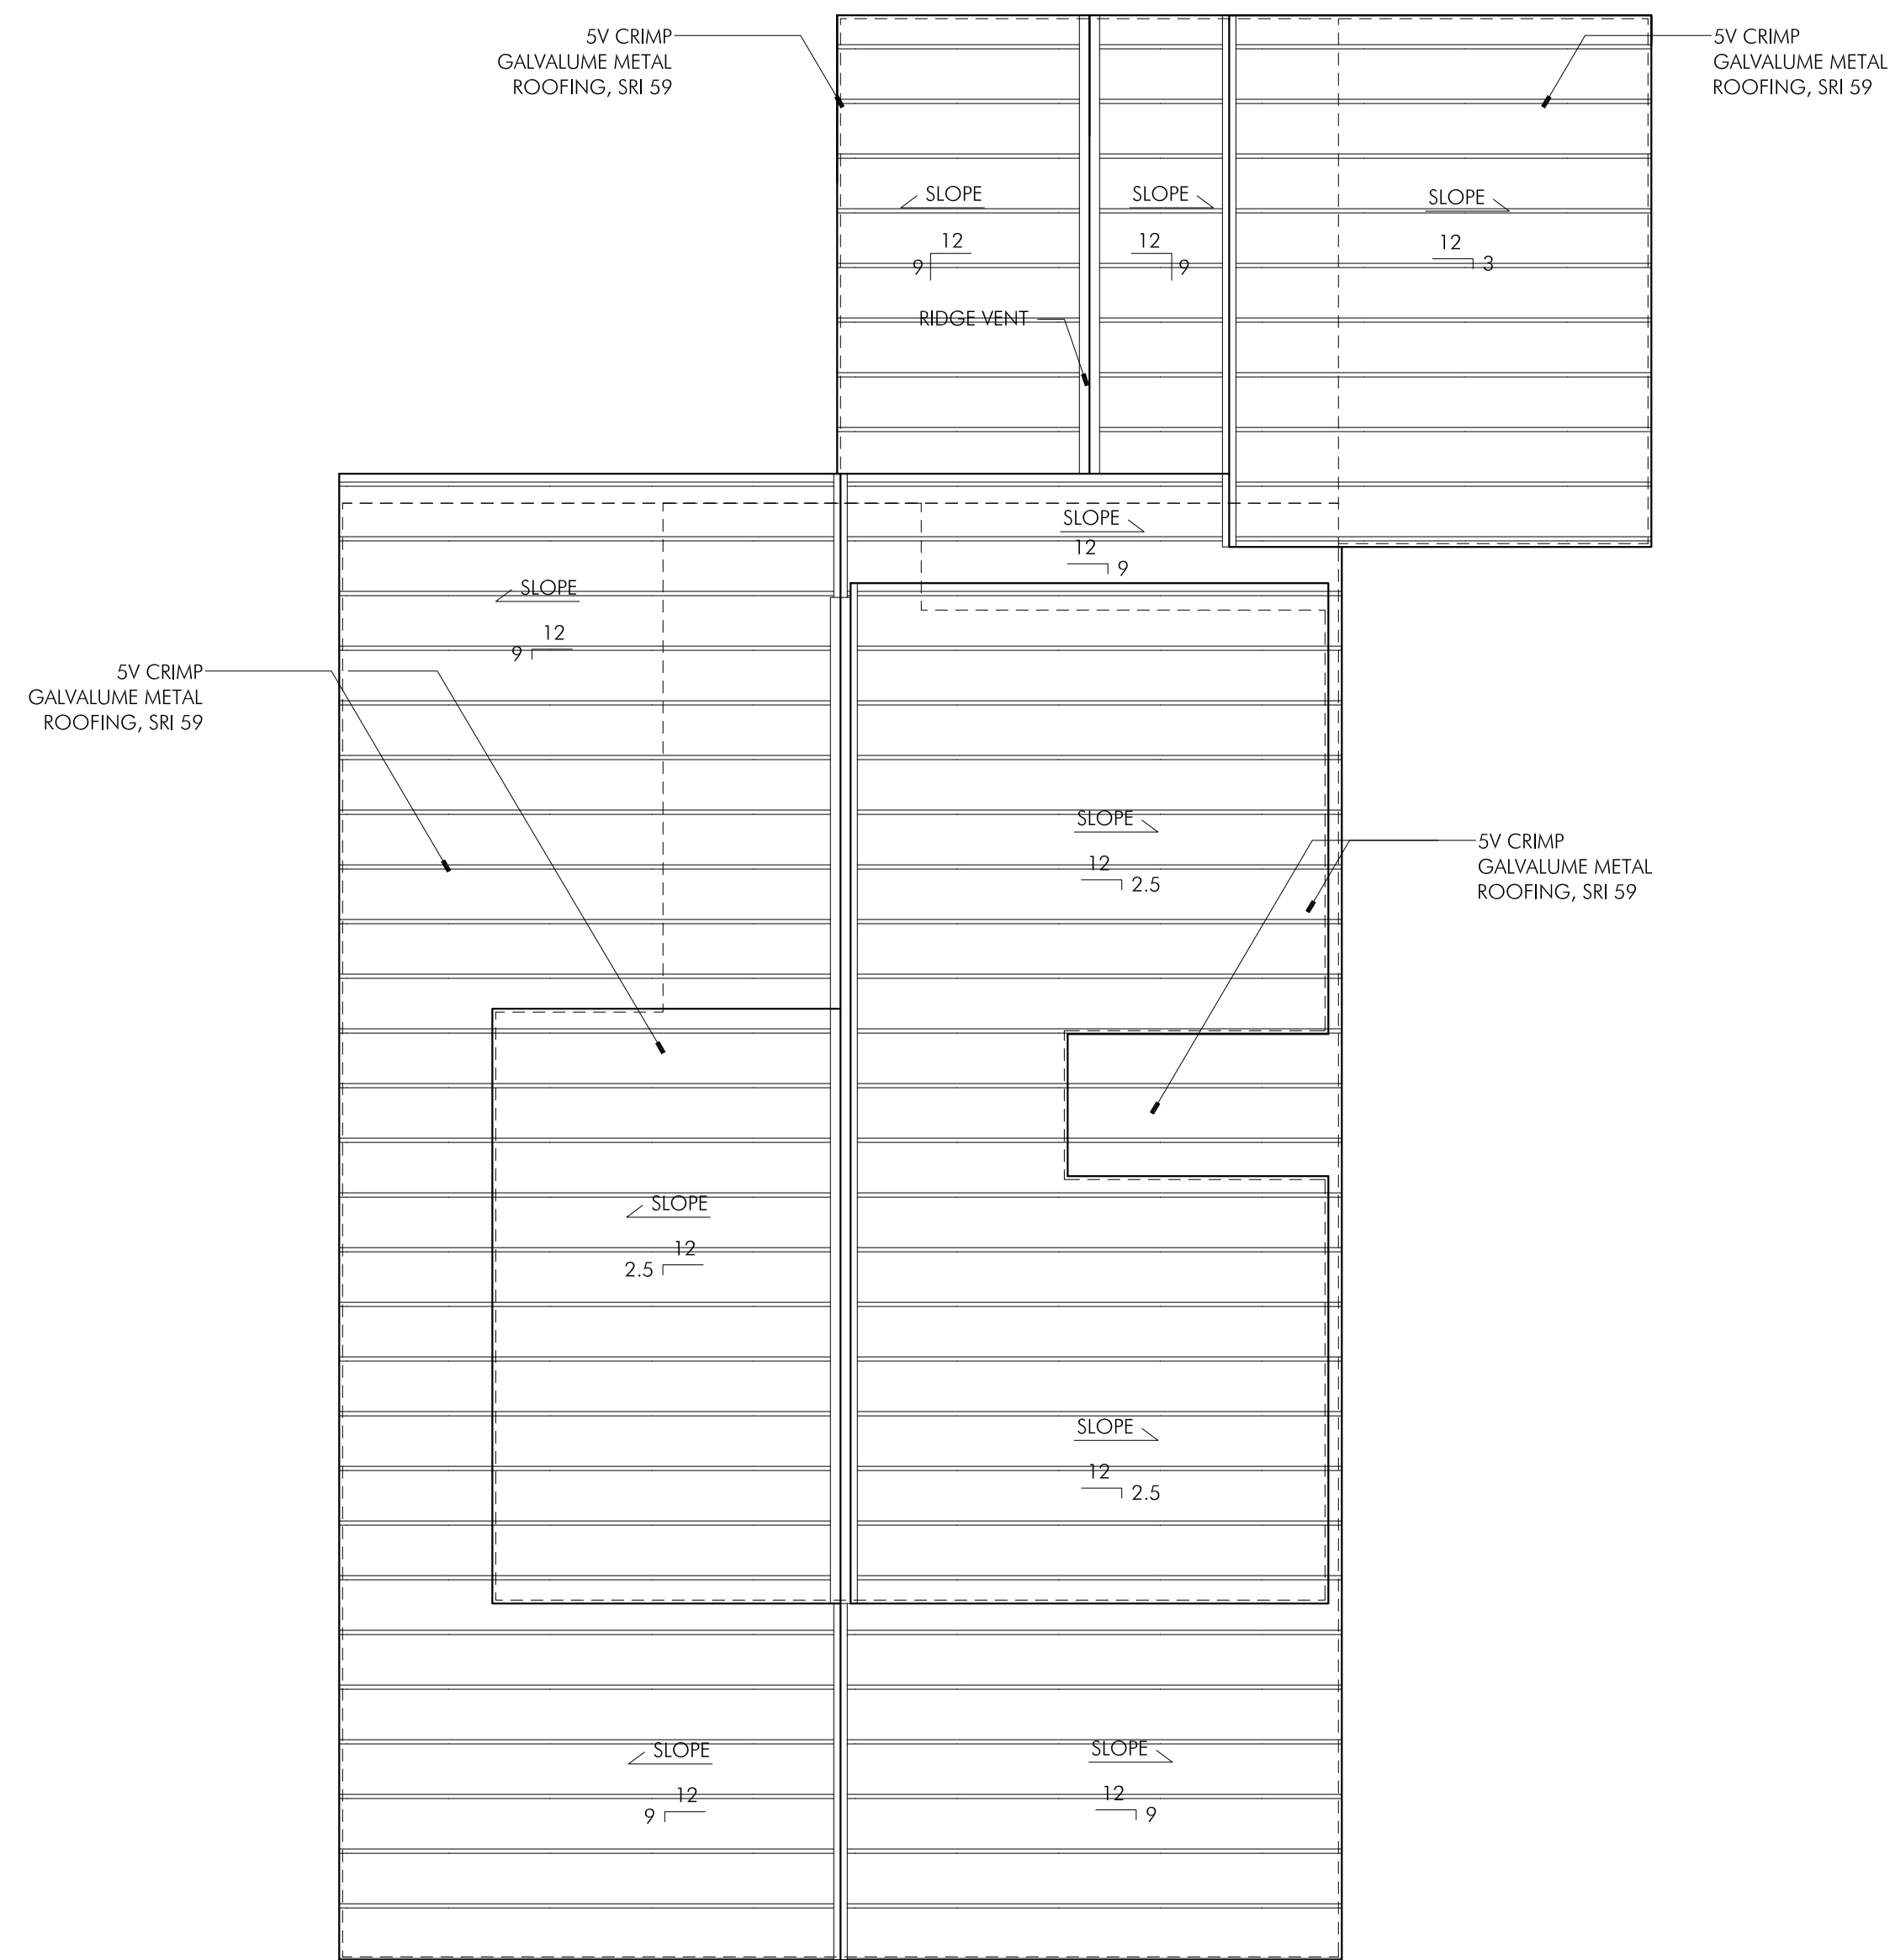 5V CRIMP
GALVALUME METAL
ROOFING, SRI 59
5V CRIMP
GALVALUME METAL
ROOFING, SRI 59
SLOPE
12
9
SLOPE
12
9
SLOPE
12
3
RIDGE VENT
SLOPE
12
9
SLOPE
12
9
5V CRIMP
GALVALUME METAL
ROOFING, SRI 59
SLOPE
12
2.5
5V CRIMP
GALVALUME METAL
ROOFING, SRI 59
SLOPE
12
2.5
SLOPE
12
2.5
SLOPE
12
9
SLOPE
12
9